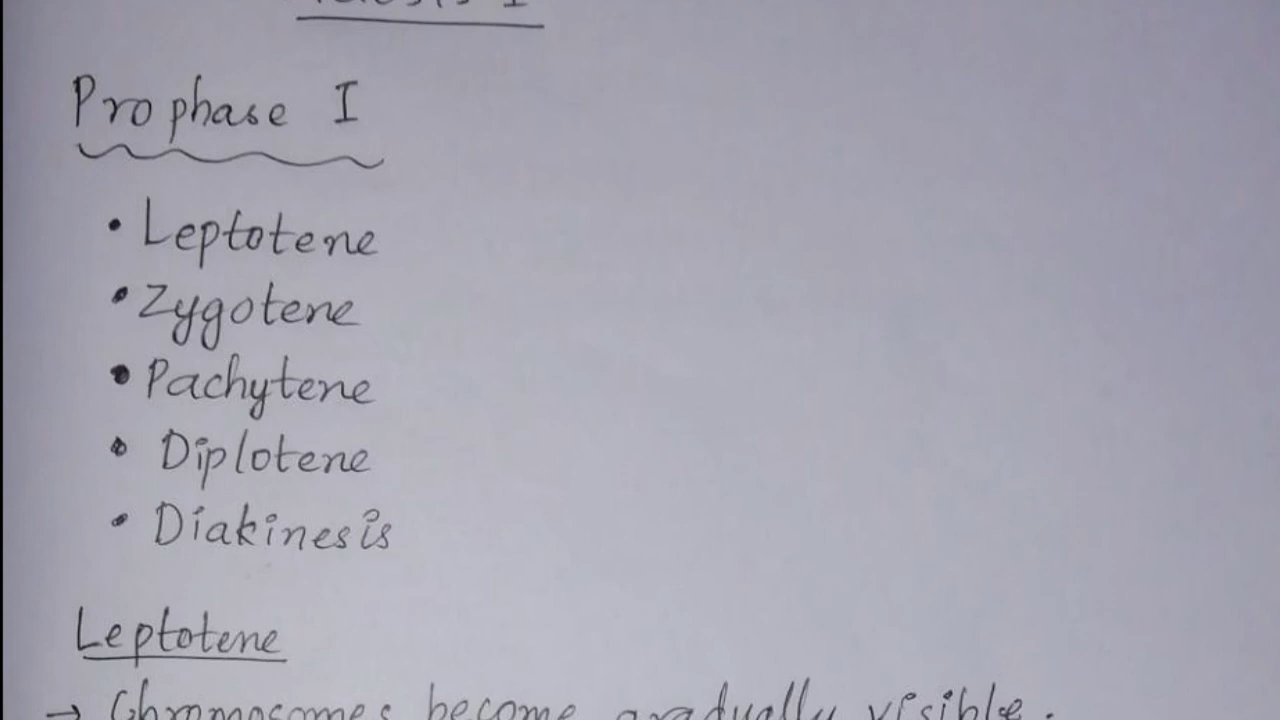 Prophase I
• Leptotene
• Zygotene
• Pachytene
• Diplotene
• Diakinesis
Leptotene
→ Chromosomes become gradually visible.